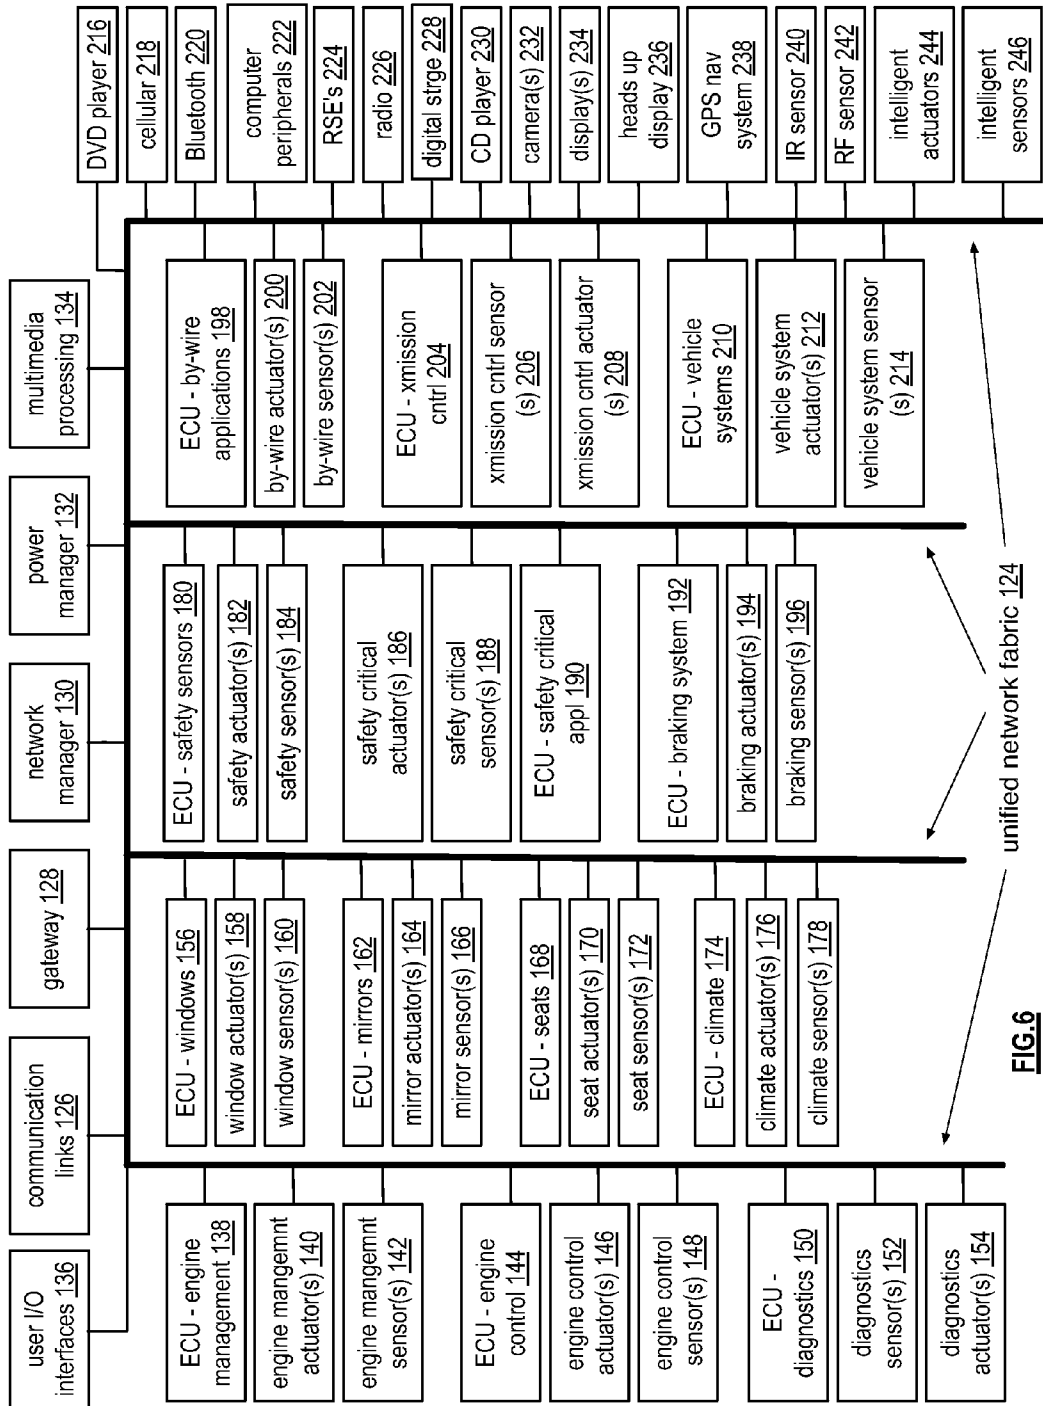 user I/O
interfaces 136
communication
links 126
gateway 128
network
manager 130
power
manager 132
multimedia
processing 134
ECU - engine
management 138
engine mangemnt
actuator(s) 140
engine mangemnt
sensor(s) 142
ECU - engine
control 144
engine control
actuator(s) 146
engine control
sensor(s) 148
ECU -
diagnostics 150
diagnostics
sensor(s) 152
diagnostics
actuator(s) 154
ECU - windows 156
window actuator(s) 158
window sensor(s) 160
ECU - mirrors 162
mirror actuator(s) 164
mirror sensor(s) 166
ECU - seats 168
seat actuator(s) 170
seat sensor(s) 172
ECU - climate 174
climate actuator(s) 176
climate sensor(s) 178
ECU - safety sensors 180
safety actuator(s) 182
safety sensor(s) 184
safety critical
actuator(s) 186
safety critical
sensor(s) 188
ECU - safety critical
appl 190
ECU - braking system 192
braking actuator(s) 194
braking sensor(s) 196
ECU - by-wire
applications 198
by-wire actuator(s) 200
by-wire sensor(s) 202
ECU - xmission
cntrl 204
xmission cntrl sensor
(s) 206
xmission cntrl actuator
(s) 208
ECU - vehicle
systems 210
vehicle system
actuator(s) 212
vehicle system sensor
(s) 214
DVD player 216
cellular 218
Bluetooth 220
computer
peripherals 222
RSE's 224
radio 226
digital strge 228
CD player 230
camera(s) 232
display(s) 234
heads up
display 236
GPS nav
system 238
IR sensor 240
RF sensor 242
intelligent
actuators 244
intelligent
sensors 246
unified network fabric 124
FIG.6